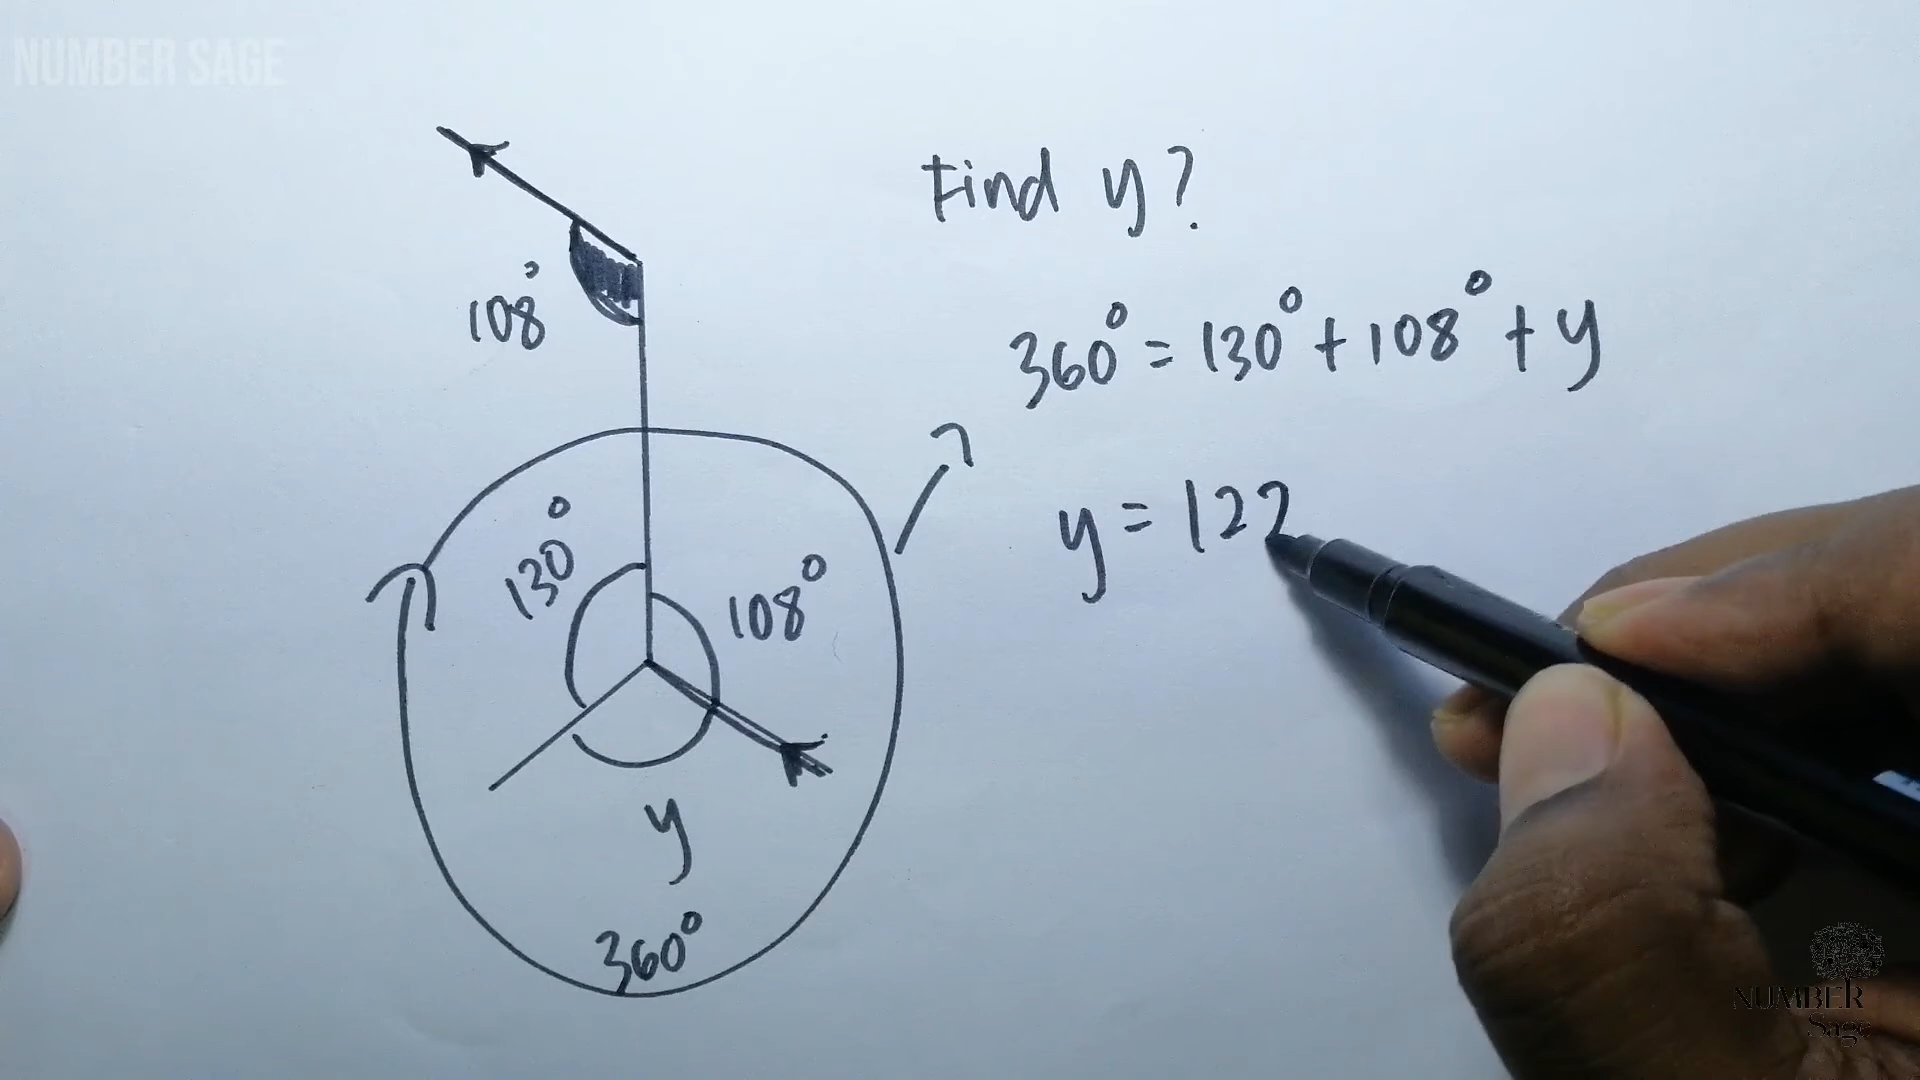 NUMBER SAGE
Find y?
108°
360° = 130° + 108° + y
y = 122
130°
108°
y
360°
NUMBER
Sage